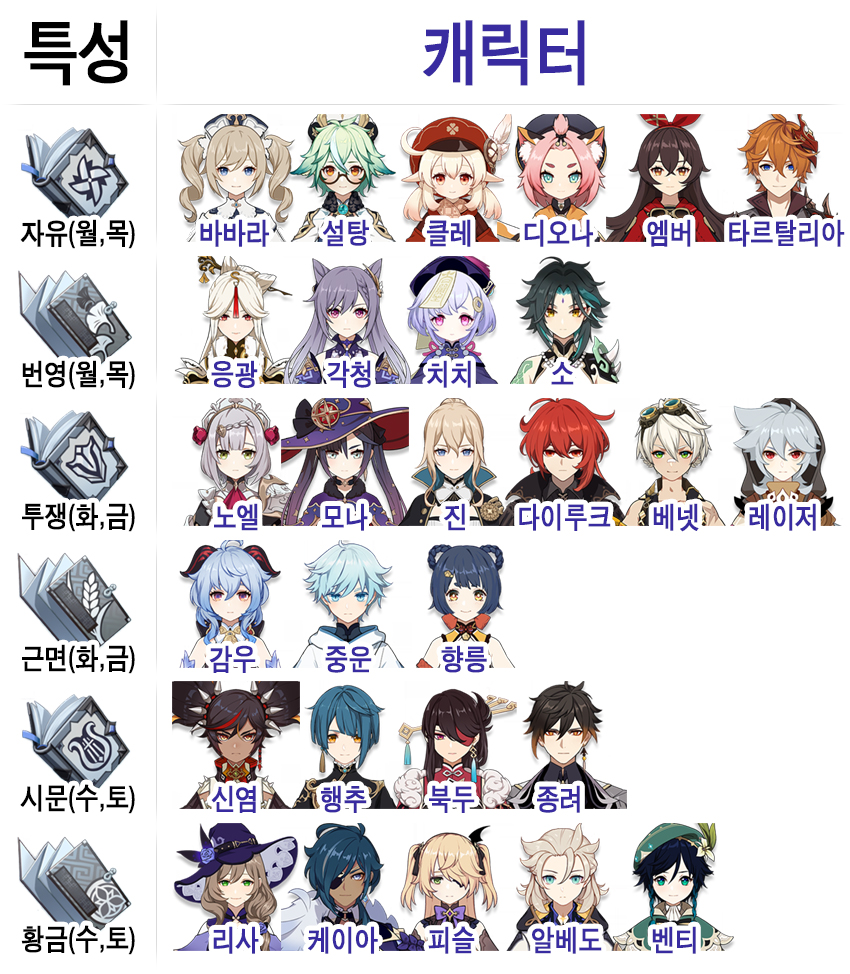 특성 캐릭터
자유(월,목) 바바라 설탕 클레 디오나 엠버 타르탈리아
번영(월,목) 응광 각청 치치 소
투쟁(화,금) 노엘 모나 진 다이루크 베넷 레이저
근면(화,금) 감우 중운 향릉
시문(수,토) 신염 행추 북두 종려
황금(수,토) 리사 케이아 피슬 알베도 벤티